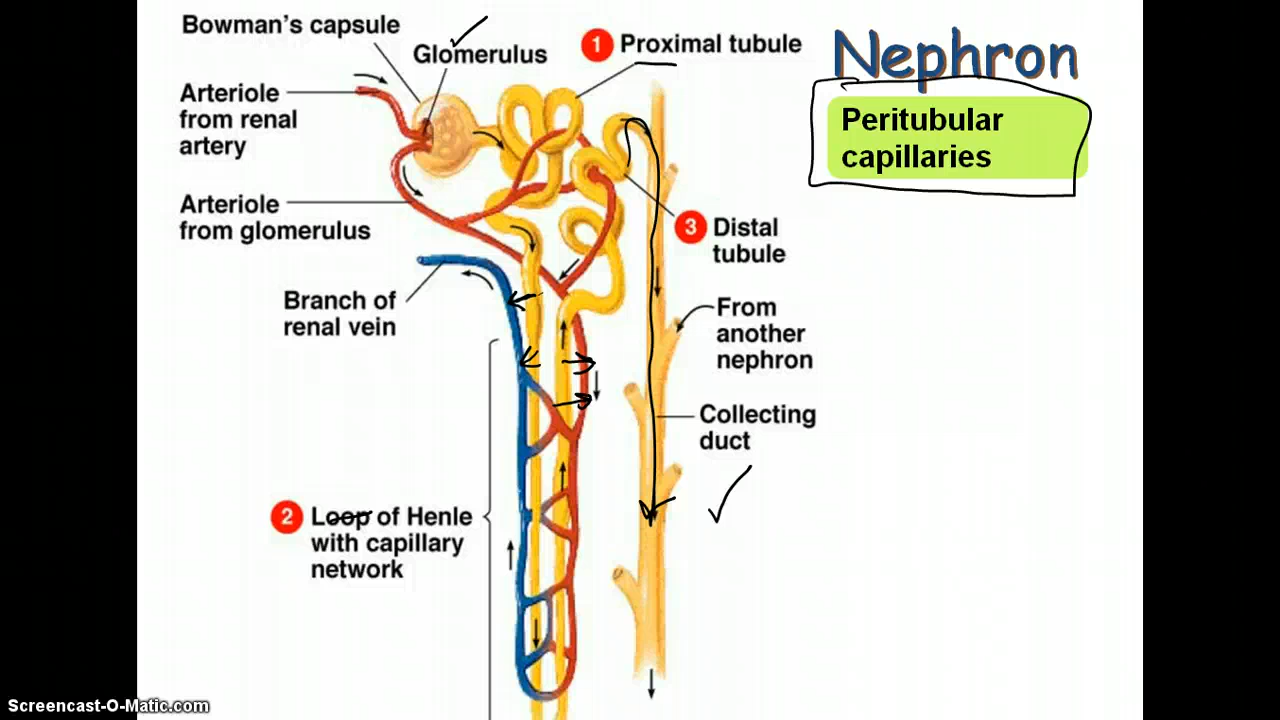 Bowman's capsule
Glomerulus
1 Proximal tubule
Nephron
Peritubular
capillaries
Arteriole
from renal
artery
Arteriole
from glomerulus
3 Distal
tubule
Branch of
renal vein
From
another
nephron
Collecting
duct
2 Loop of Henle
with capillary
network
Screencast-O-Matic.com